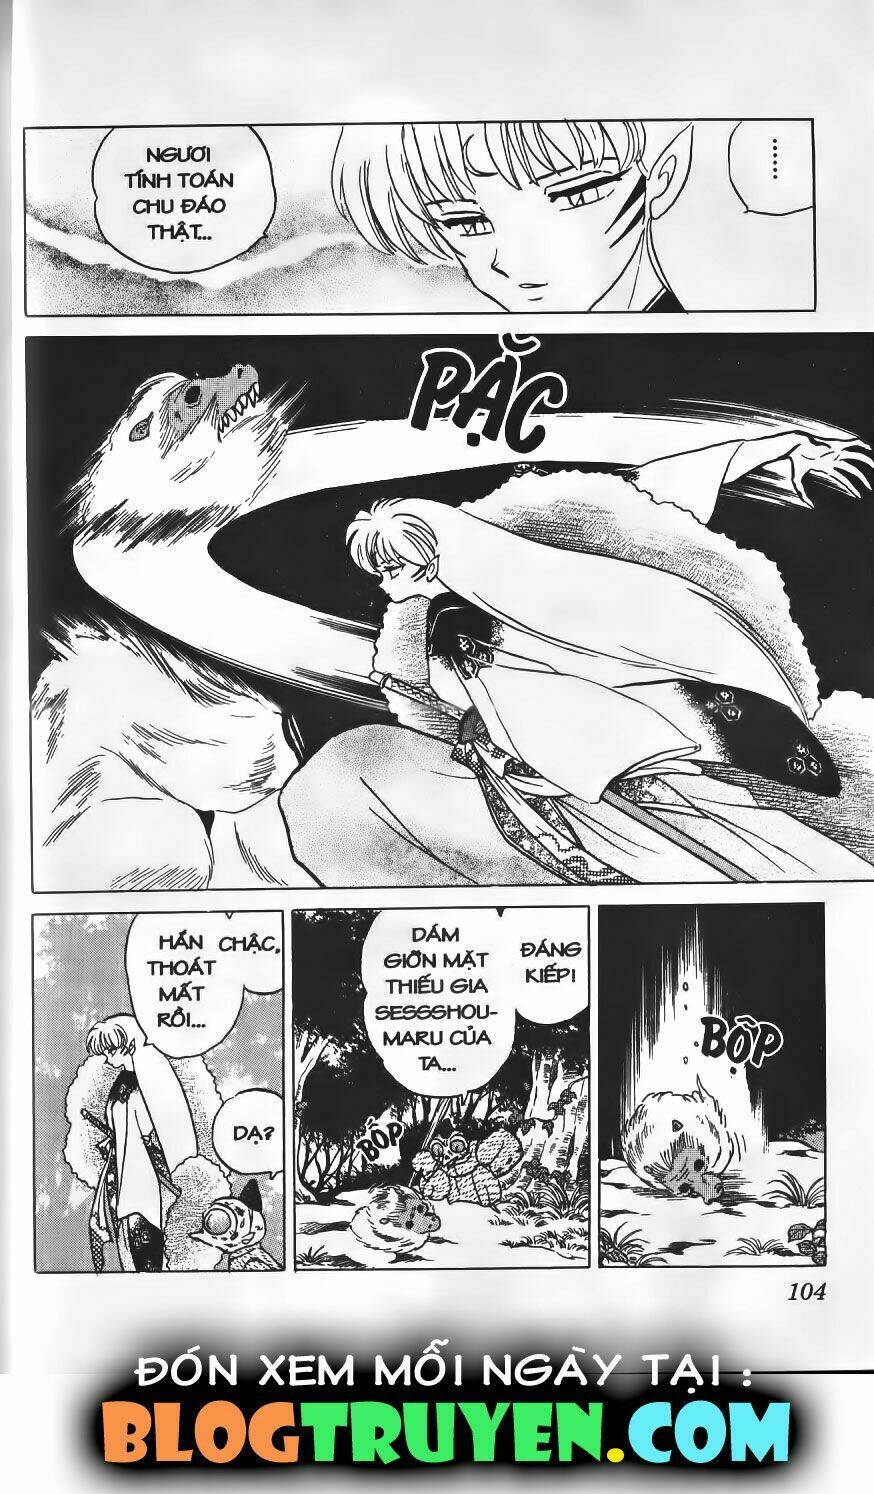 ........
NGƯƠI
TÍNH TOÁN
CHU ĐÁO
THẬT...
PẶC
BỘP
ĐÁNG
KIẾP!
DÁM
GIỠN MẶT
THIẾU GIA
SESSSHOU-
MARU CỦA
TA...
BỐP
CHẬC,
HẮN
THOÁT
MẤT
RỒI...
DẠ?
104
ĐÓN XEM MỖI NGÀY TẠI :
BLOGTRUYEN.COM